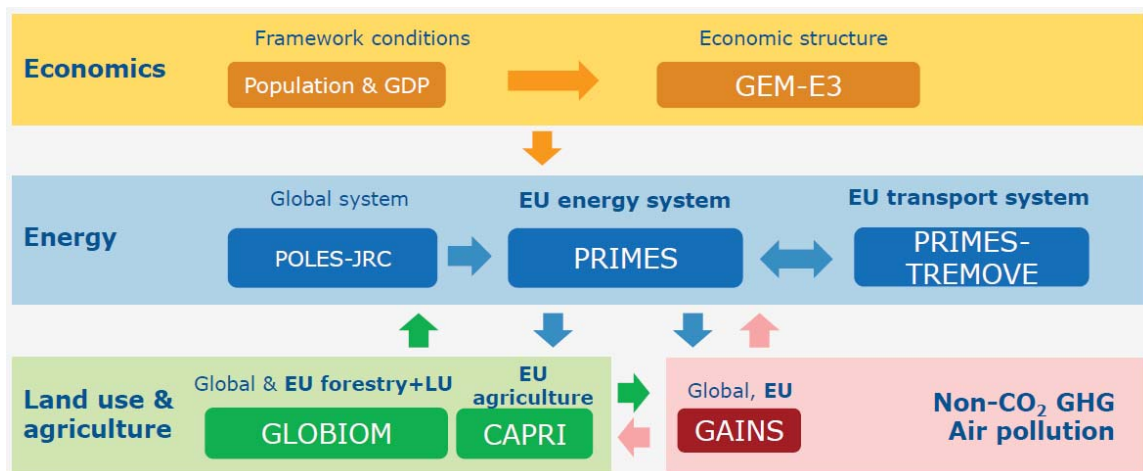 Economics
Framework conditions
Population & GDP
Economic structure
GEM-E3
Energy
Global system
POLES-JRC
EU energy system
PRIMES
EU transport system
PRIMES-
TREMOVE
Land use &
agriculture
Global & EU forestry+LU
GLOBIOM
EU
agriculture
CAPRI
Global, EU
GAINS
Non-CO₂ GHG
Air pollution